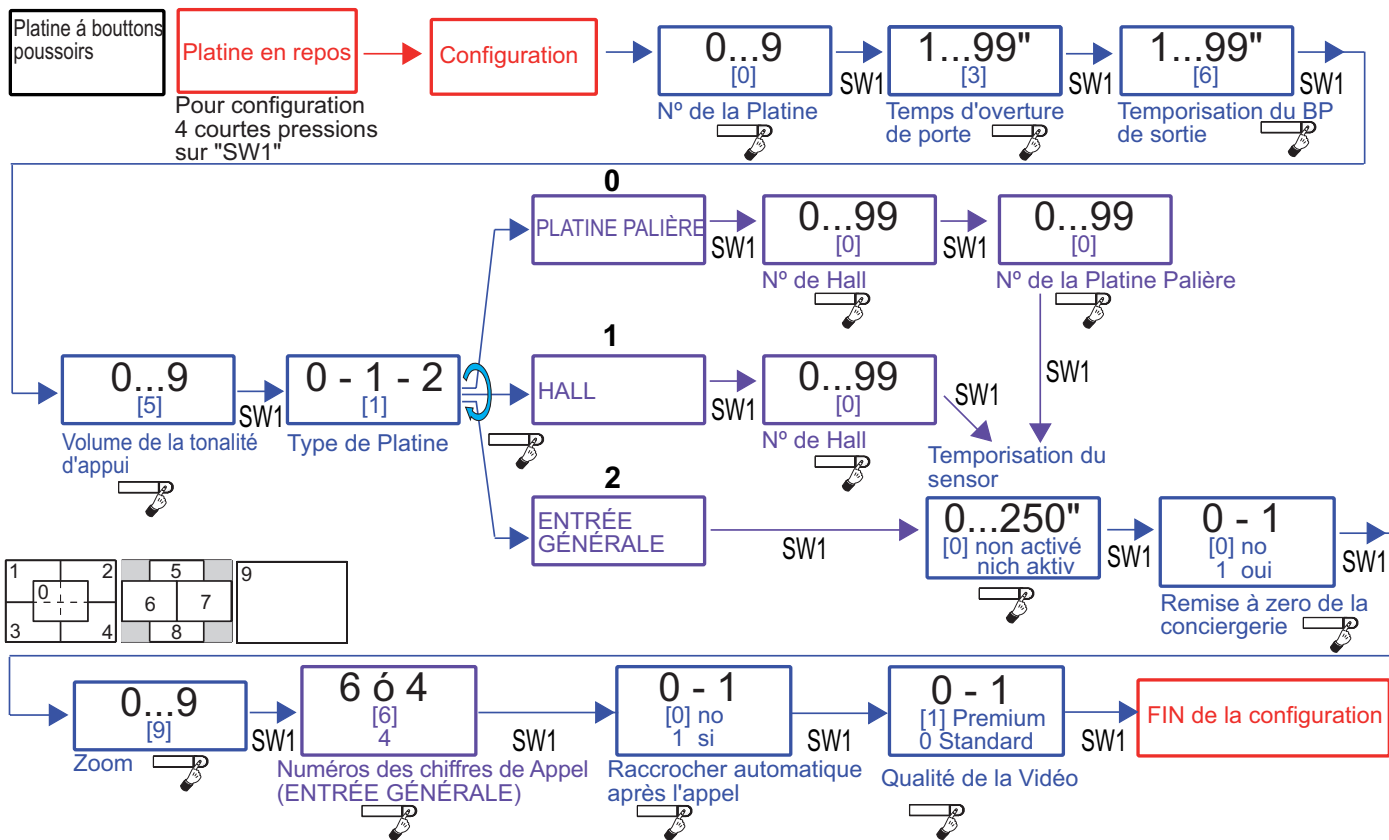 Platine á bouttons
poussoirs
Platine en repos
Configuration
Pour configuration
4 courtes pressions
sur "SW1"
0...9
[0]
Nº de la Platine
SW1
1...99"
[3]
Temps d'overture
de porte
SW1
1...99"
[6]
Temporisation du BP
de sortie
SW1
0...9
[5]
Volume de la tonalité
d'appui
SW1
0 - 1 - 2
[1]
Type de Platine
0
PLATINE PALIÈRE
SW1
0...99
[0]
Nº de Hall
SW1
0...99
[0]
Nº de la Platine Palière
SW1
1
HALL
SW1
0...99
[0]
Nº de Hall
SW1
2
ENTRÉE
GÉNÉRALE
SW1
Temporisation du
sensor
0...250"
[0] non activé
nich aktiv
SW1
0 - 1
[0] no
1 oui
Remise à zero de la
conciergerie
SW1
1
2
0
3
4
5
6
7
8
9
0...9
[9]
Zoom
SW1
6 ó 4
[6]
4
Numéros des chiffres de Appel
(ENTRÉE GÉNÉRALE)
SW1
0 - 1
[0] no
1 si
Raccrocher automatique
après l'appel
SW1
0 - 1
[1] Premium
0 Standard
Qualité de la Vidéo
SW1
FIN de la configuration